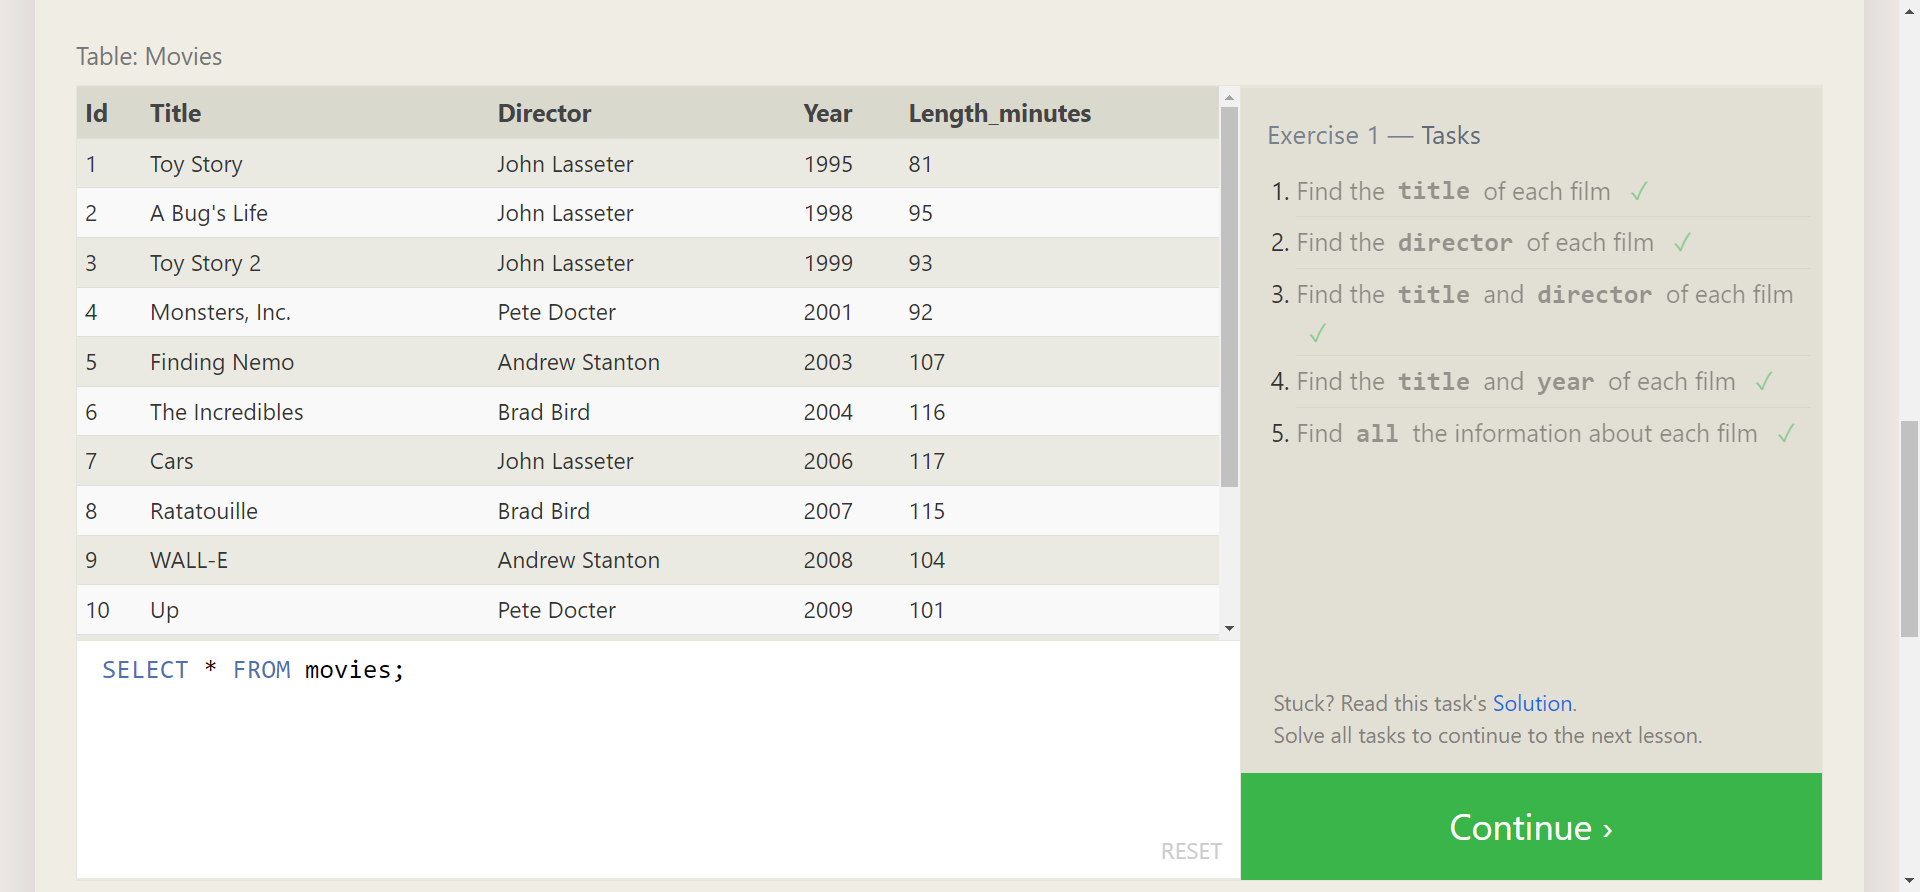 Table: Movies
Id Title Director Year Length_minutes
1 Toy Story John Lasseter 1995 81
2 A Bug's Life John Lasseter 1998 95
3 Toy Story 2 John Lasseter 1999 93
4 Monsters, Inc. Pete Docter 2001 92
5 Finding Nemo Andrew Stanton 2003 107
6 The Incredibles Brad Bird 2004 116
7 Cars John Lasseter 2006 117
8 Ratatouille Brad Bird 2007 115
9 WALL-E Andrew Stanton 2008 104
10 Up Pete Docter 2009 101
SELECT * FROM movies;
RESET
Exercise 1 — Tasks
1. Find the title of each film ✓
2. Find the director of each film ✓
3. Find the title and director of each film
✓
4. Find the title and year of each film ✓
5. Find all the information about each film ✓
Stuck? Read this task's Solution.
Solve all tasks to continue to the next lesson.
Continue ›